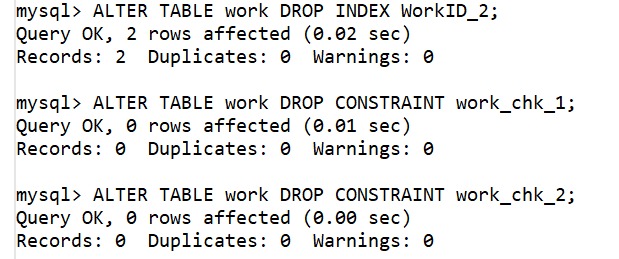 mysql> ALTER TABLE work DROP INDEX WorkID_2;
Query OK, 2 rows affected (0.02 sec)
Records: 2  Duplicates: 0  Warnings: 0

mysql> ALTER TABLE work DROP CONSTRAINT work_chk_1;
Query OK, 0 rows affected (0.01 sec)
Records: 0  Duplicates: 0  Warnings: 0

mysql> ALTER TABLE work DROP CONSTRAINT work_chk_2;
Query OK, 0 rows affected (0.00 sec)
Records: 0  Duplicates: 0  Warnings: 0